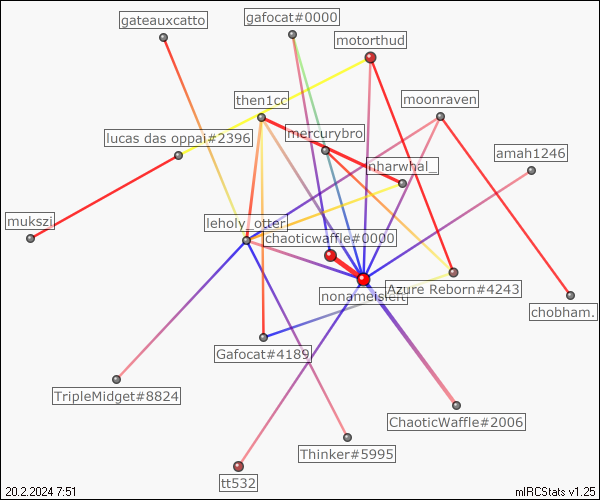 gafocat#0000
gateauxcatto
motorthud
then1cc
moonraven
mercurybro
lucas das oppai#2396
amah1246
nharwhal_
mukszi
leholy_otter
chaoticwaffle#0000
Azure Reborn#4243
nonameisleft
chobham.
Gafocat#4189
TripleMidget#8824
ChaoticWaffle#2006
Thinker#5995
tt532
20.2.2024 7:51
mIRCStats v1.25